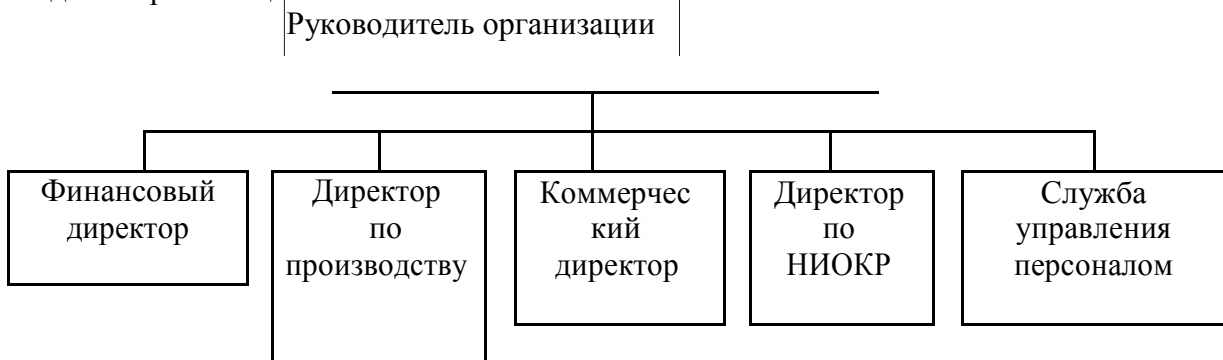 Руководитель организации
Финансовый
директор
Директор
по
производству
Коммерчес
кий
директор
Директор
по
НИОКР
Служба
управления
персоналом